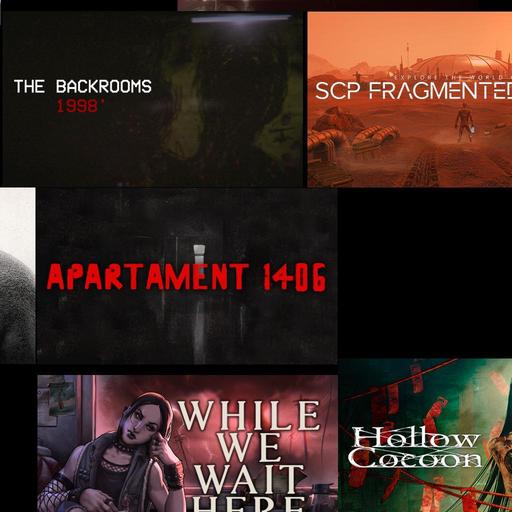 THE BACKROOMS
1998'
EXPLORE THE WORLD
SCP FRAGMENTED
APARTAMENT 1406
WHILE
WE
WAIT
HERE
Hollow
Cocoon